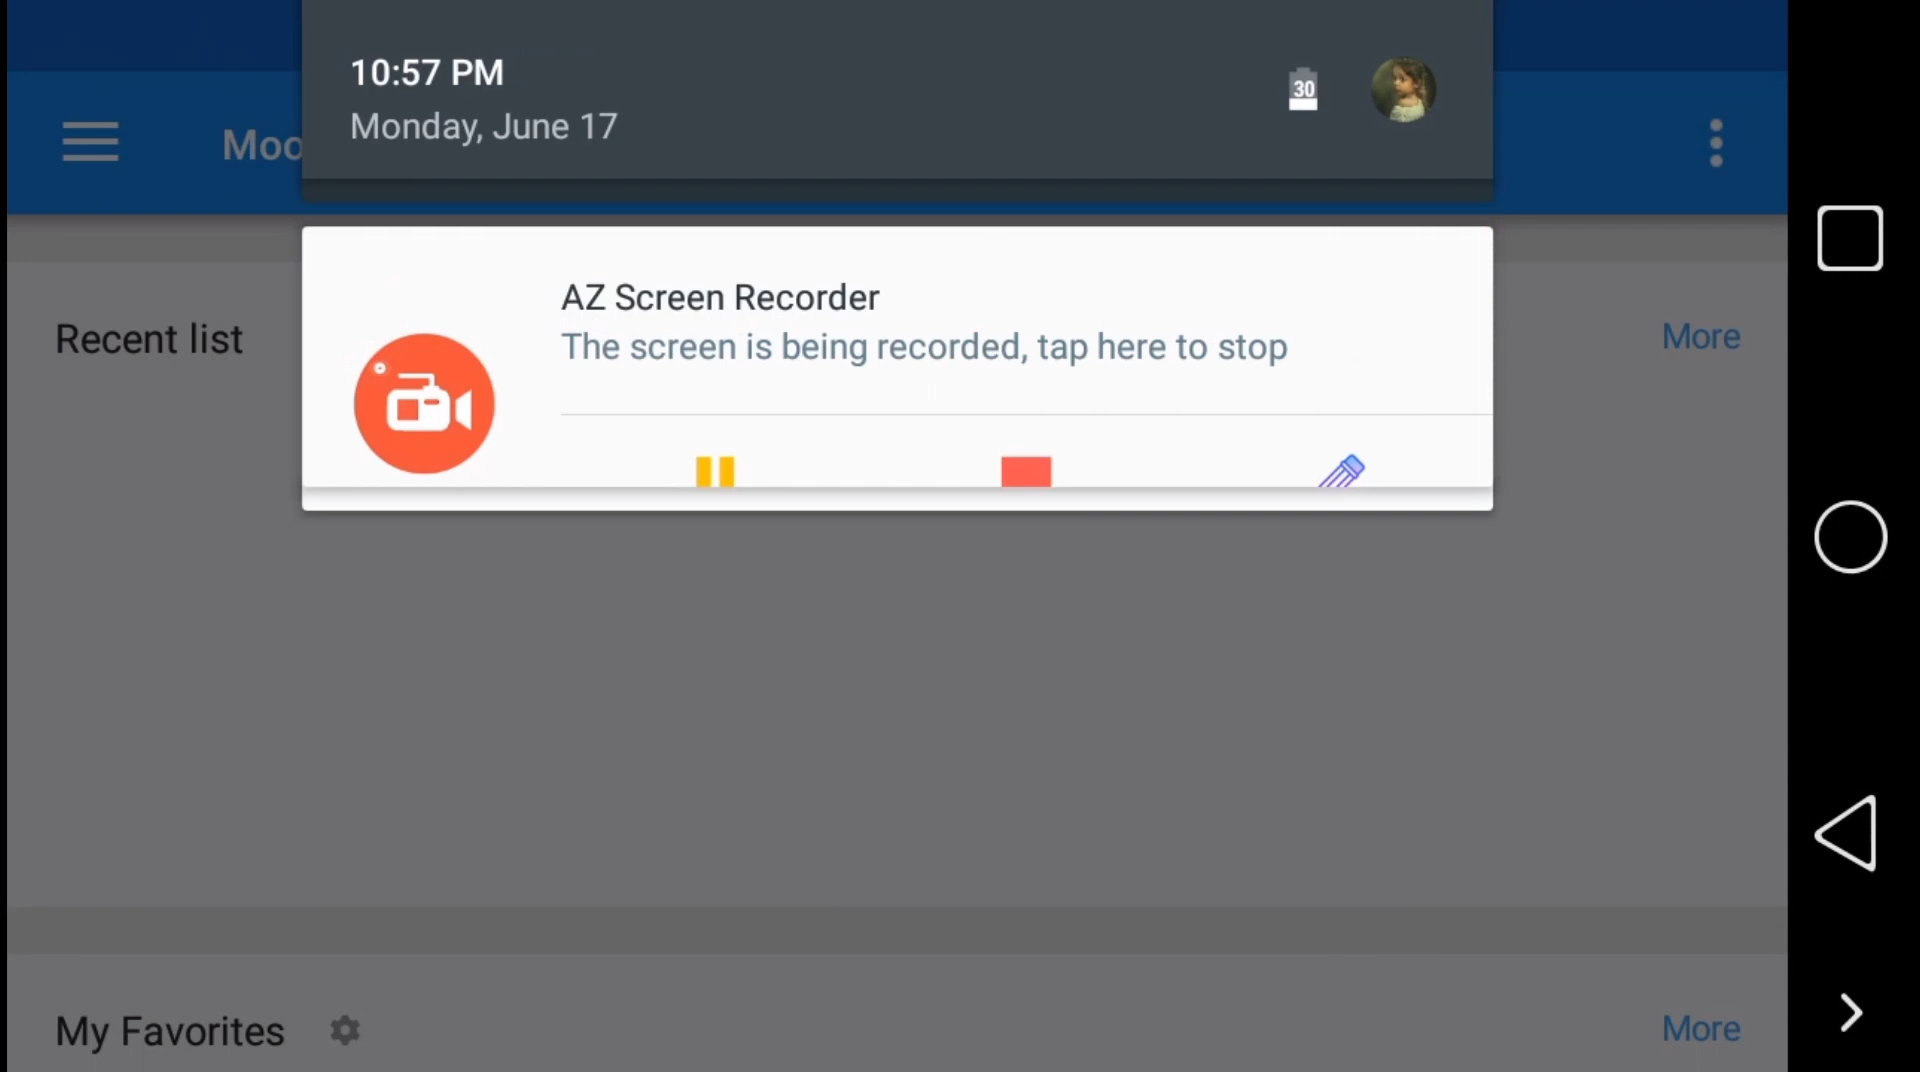 10:57 PM
30
Monday, June 17
Moo
AZ Screen Recorder
The screen is being recorded, tap here to stop
Recent list
More
My Favorites
More